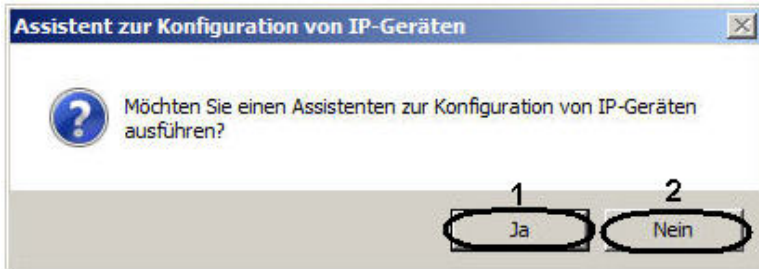 Assistent zur Konfiguration von IP-Geräten
Möchten Sie einen Assistenten zur Konfiguration von IP-Geräten
ausführen?
1 2
Ja Nein